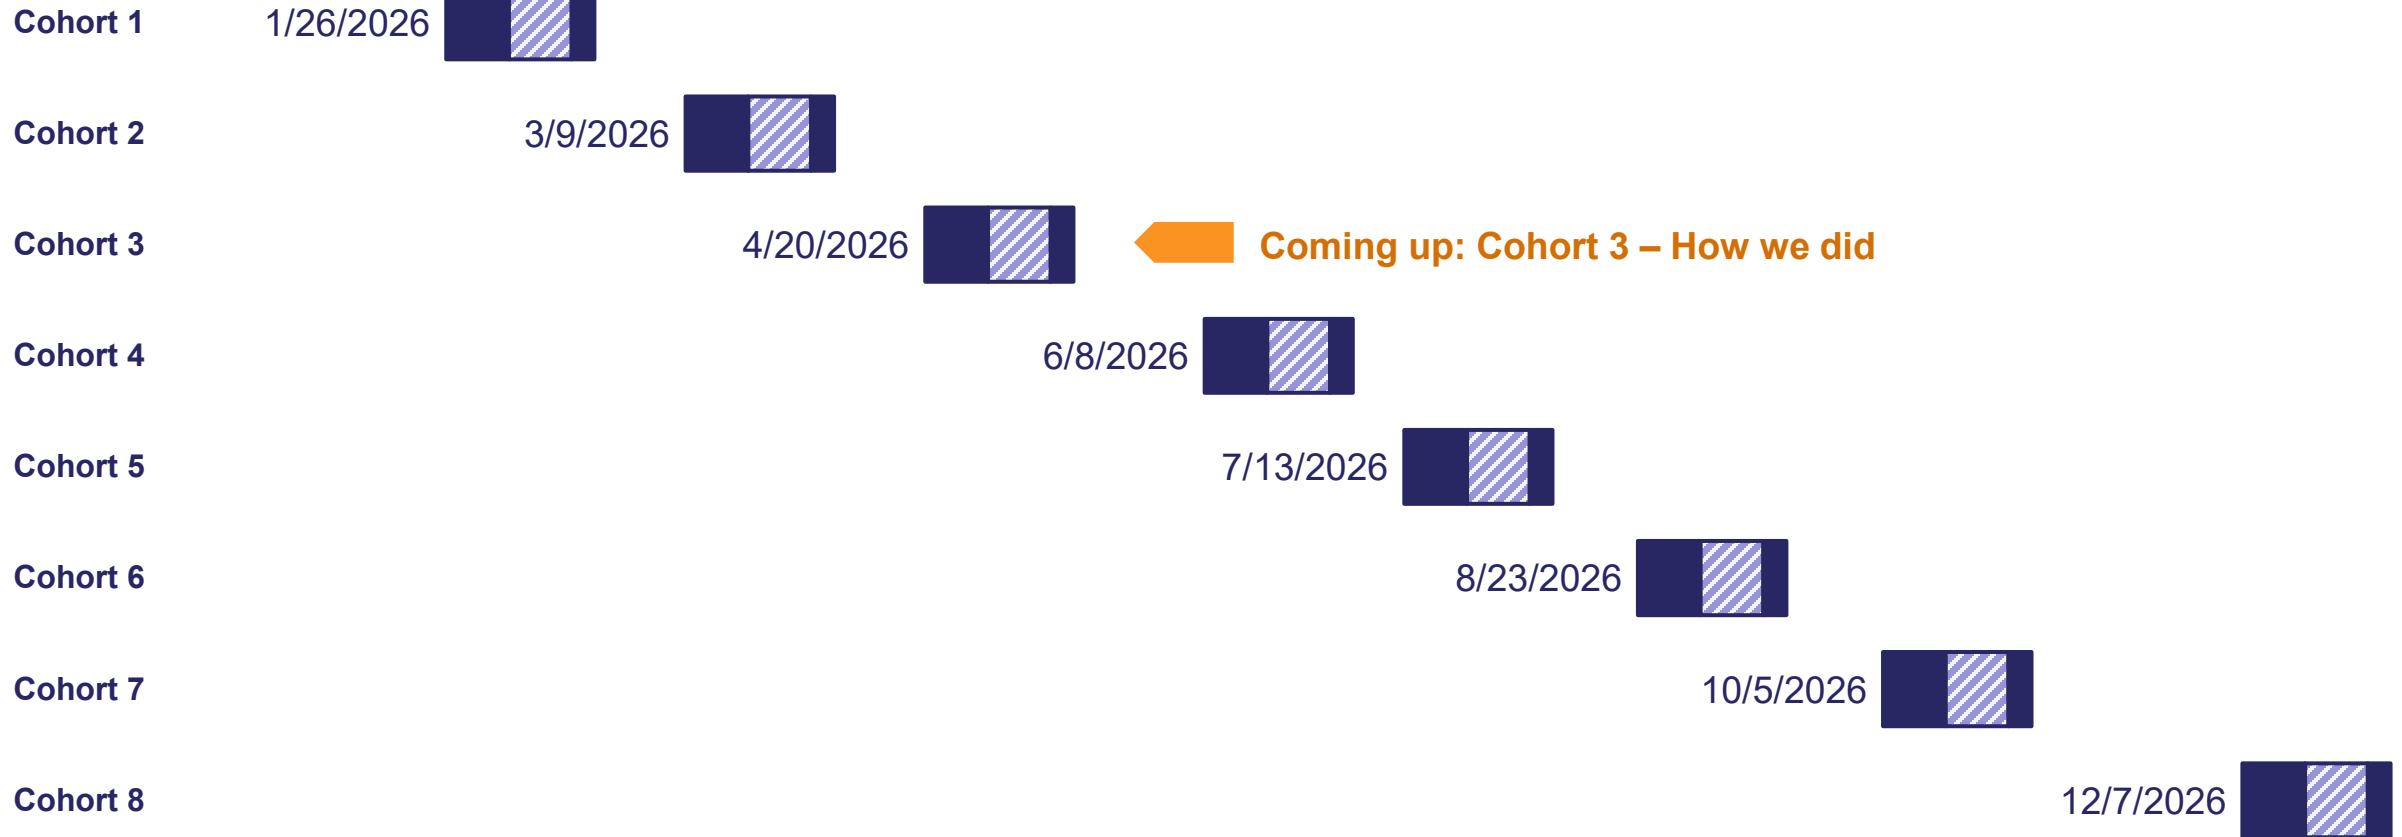 Cohort 1 1/26/2026
Cohort 2 3/9/2026
Cohort 3 4/20/2026 Coming up: Cohort 3 – How we did
Cohort 4 6/8/2026
Cohort 5 7/13/2026
Cohort 6 8/23/2026
Cohort 7 10/5/2026
Cohort 8 12/7/2026